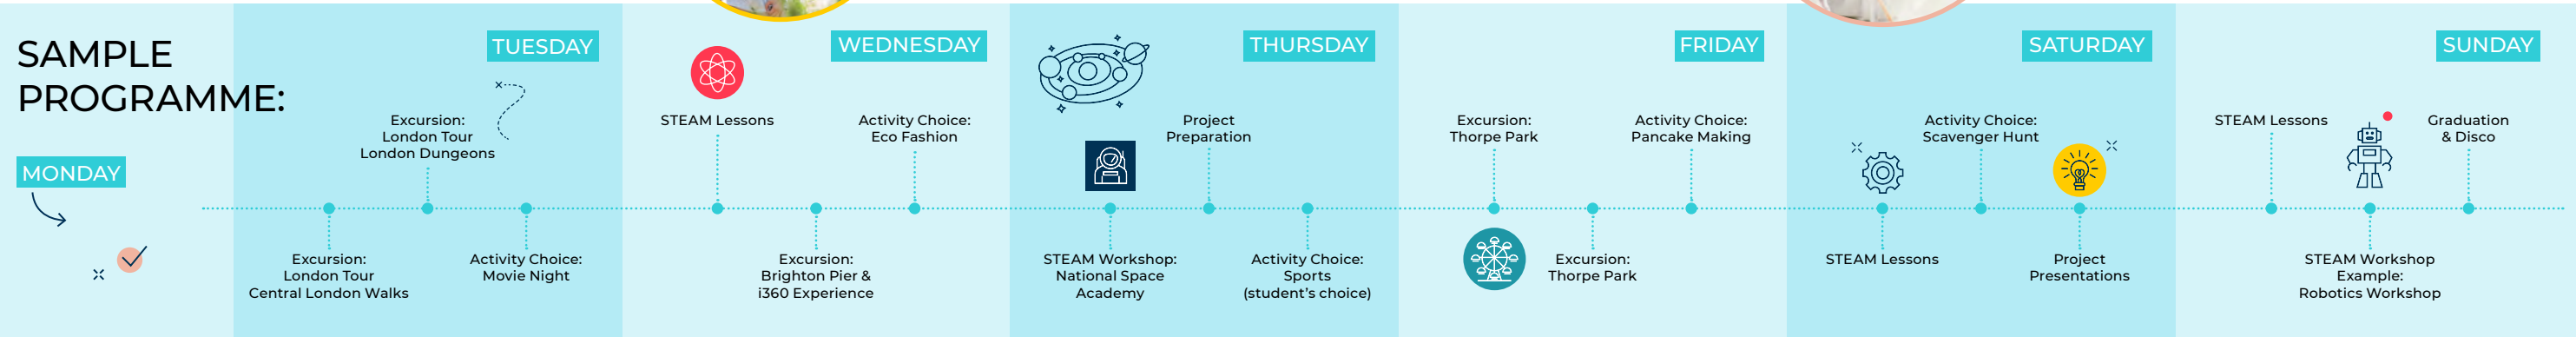 SAMPLE
PROGRAMME:
MONDAY
TUESDAY
Excursion:
London Tour
Central London Walks
Excursion:
London Tour
London Dungeons
Activity Choice:
Movie Night
WEDNESDAY
STEAM Lessons
Excursion:
Brighton Pier &
i360 Experience
Activity Choice:
Eco Fashion
THURSDAY
STEAM Workshop:
National Space
Academy
Project
Preparation
Activity Choice:
Sports
(student’s choice)
FRIDAY
Excursion:
Thorpe Park
Excursion:
Thorpe Park
Activity Choice:
Pancake Making
SATURDAY
STEAM Lessons
Activity Choice:
Scavenger Hunt
Project
Presentations
SUNDAY
STEAM Lessons
STEAM Workshop
Example:
Robotics Workshop
Graduation
& Disco